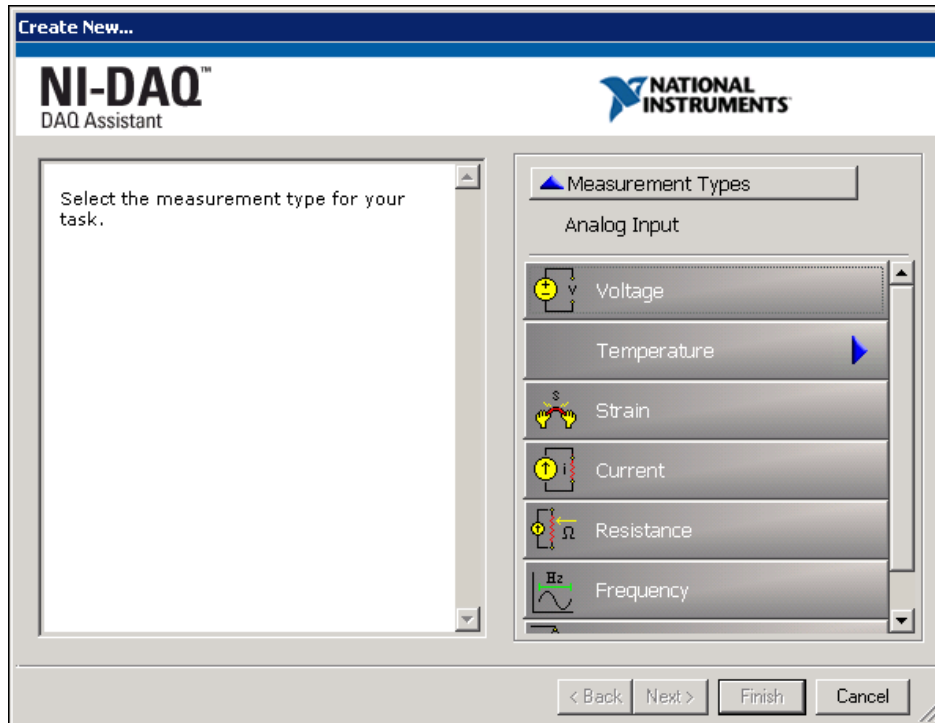 Create New...
NI-DAQ™
DAQ Assistant
NATIONAL
INSTRUMENTS
Select the measurement type for your
task.
Measurement Types
Analog Input
V
Voltage
Temperature
S
Strain
i
Current
Ω
Resistance
Hz
Frequency
A
< Back
Next >
Finish
Cancel